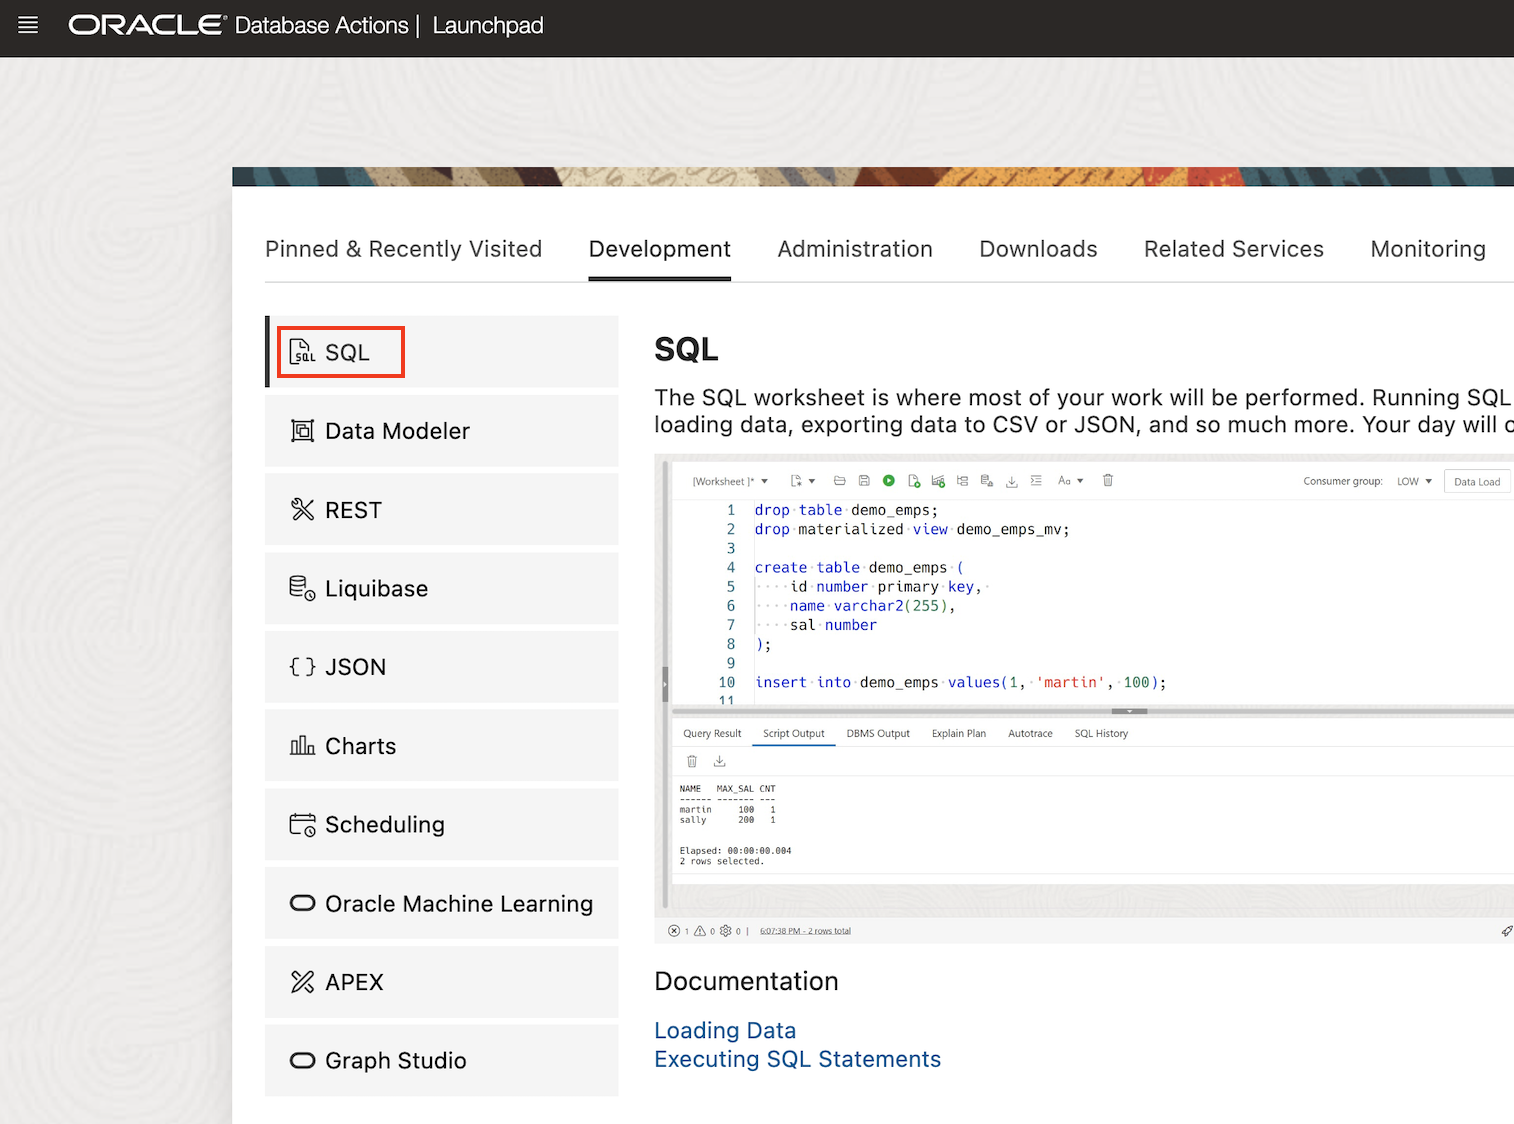 ORACLE Database Actions | Launchpad
Pinned & Recently Visited Development Administration Downloads Related Services Monitoring
SQL
Data Modeler
REST
Liquibase
JSON
Charts
Scheduling
Oracle Machine Learning
APEX
Graph Studio
SQL
The SQL worksheet is where most of your work will be performed. Running SQL
loading data, exporting data to CSV or JSON, and so much more. Your day will
[Worksheet ]* Aa Consumer group: LOW Data Load
1 drop table demo_emps;
2 drop materialized view demo_emps_mv;
3
4 create table demo_emps (
5 id number primary key,
6 name varchar2(255),
7 sal number
8 );
9
10 insert into demo_emps values(1, 'martin', 100);
11
Query Result Script Output DBMS Output Explain Plan Autotrace SQL History
NAME MAX_SAL CNT
------ ------- ---
martin 100 1
sally 200 1
Elapsed: 00:00:00.004
2 rows selected.
1 0 0 | 6:07:38 PM - 2 rows total
Documentation
Loading Data
Executing SQL Statements